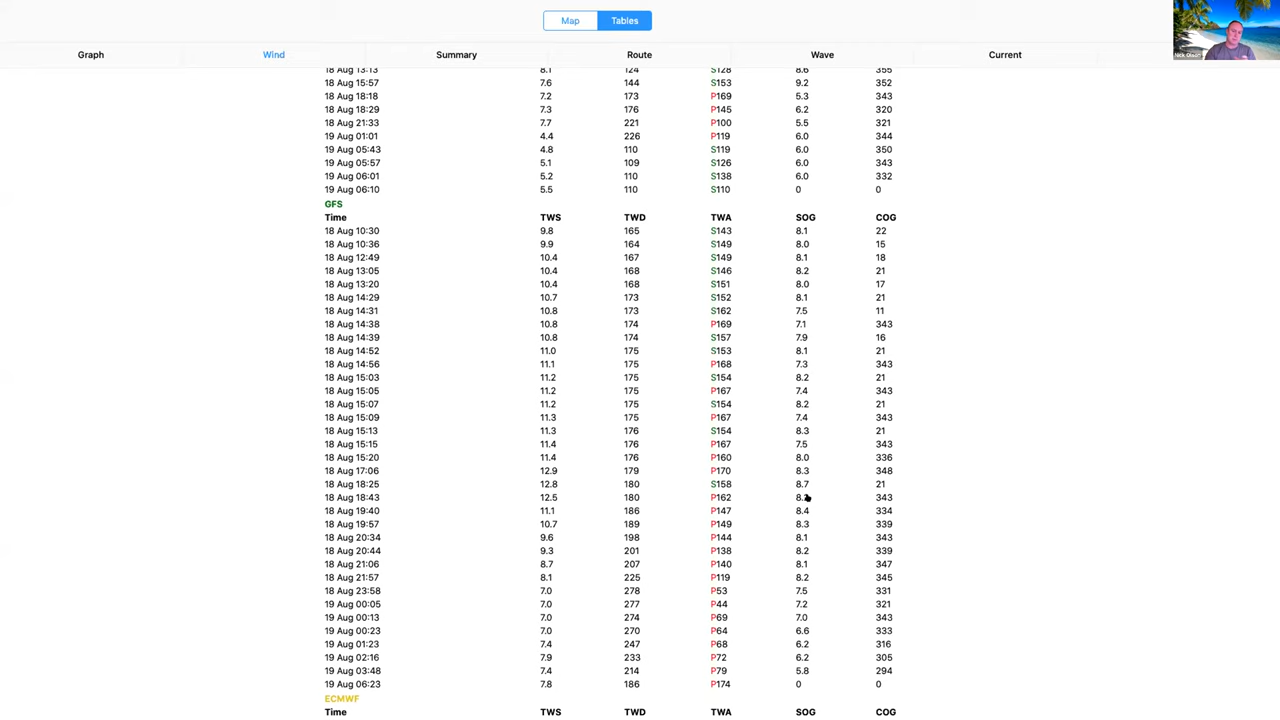 Map Tables
Graph Wind Summary Route Wave Current
Nick Olson
18 Aug 13:13 8.1 124 S128 8.6 355
18 Aug 15:57 7.6 144 S153 9.2 352
18 Aug 18:18 7.2 173 P169 5.3 343
18 Aug 18:29 7.3 176 P145 6.2 320
18 Aug 21:33 7.7 221 P100 5.5 321
19 Aug 01:01 4.4 226 P119 6.0 344
19 Aug 05:43 4.8 110 S119 6.0 350
19 Aug 05:57 5.1 109 S126 6.0 343
19 Aug 06:01 5.2 110 S138 6.0 332
19 Aug 06:10 5.5 110 S110 0 0
GFS
Time TWS TWD TWA SOG COG
18 Aug 10:30 9.8 165 S143 8.1 22
18 Aug 10:36 9.9 164 S149 8.0 15
18 Aug 12:49 10.4 167 S149 8.1 18
18 Aug 13:05 10.4 168 S146 8.2 21
18 Aug 13:20 10.4 168 S151 8.0 17
18 Aug 14:29 10.7 173 S152 8.1 21
18 Aug 14:31 10.8 173 S162 7.5 11
18 Aug 14:38 10.8 174 P169 7.1 343
18 Aug 14:39 10.8 174 S157 7.9 16
18 Aug 14:52 11.0 175 S153 8.1 21
18 Aug 14:56 11.1 175 P168 7.3 343
18 Aug 15:03 11.2 175 S154 8.2 21
18 Aug 15:05 11.2 175 P167 7.4 343
18 Aug 15:07 11.2 175 S154 8.2 21
18 Aug 15:09 11.3 175 P167 7.4 343
18 Aug 15:13 11.3 176 S154 8.3 21
18 Aug 15:15 11.4 176 P167 7.5 343
18 Aug 15:20 11.4 176 P160 8.0 336
18 Aug 17:06 12.9 179 P170 8.3 348
18 Aug 18:25 12.8 180 S158 8.7 21
18 Aug 18:43 12.5 180 P162 343
18 Aug 19:40 11.1 186 P147 8.4 334
18 Aug 19:57 10.7 189 P149 8.3 339
18 Aug 20:34 9.6 198 P144 8.1 343
18 Aug 20:44 9.3 201 P138 8.2 339
18 Aug 21:06 8.7 207 P140 8.1 347
18 Aug 21:57 8.1 225 P119 8.2 345
18 Aug 23:58 7.0 278 P53 7.5 331
19 Aug 00:05 7.0 277 P44 7.2 321
19 Aug 00:13 7.0 274 P69 7.0 343
19 Aug 00:23 7.0 270 P64 6.6 333
19 Aug 01:23 7.4 247 P68 6.2 316
19 Aug 02:16 7.9 233 P72 6.2 305
19 Aug 03:48 7.4 214 P79 5.8 294
19 Aug 06:23 7.8 186 P174 0 0
ECMWF
Time TWS TWD TWA SOG COG